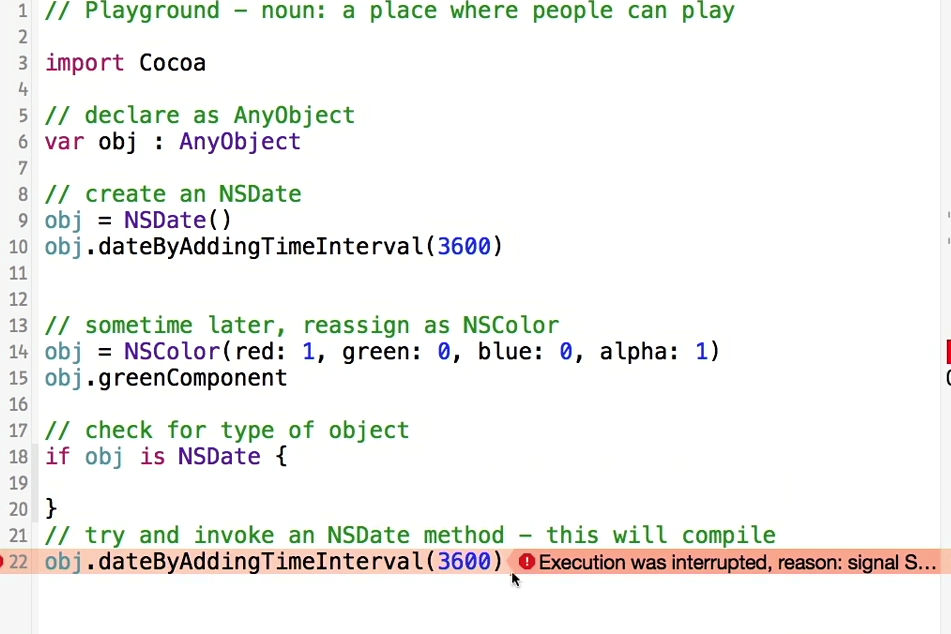 1 // Playground – noun: a place where people can play
2
3 import Cocoa
4
5 // declare as AnyObject
6 var obj : AnyObject
7
8 // create an NSDate
9 obj = NSDate()
10 obj.dateByAddingTimeInterval(3600)
11
12
13 // sometime later, reassign as NSColor
14 obj = NSColor(red: 1, green: 0, blue: 0, alpha: 1)
15 obj.greenComponent
16
17 // check for type of object
18 if obj is NSDate {
19
20 }
21 // try and invoke an NSDate method – this will compile
22 obj.dateByAddingTimeInterval(3600) Execution was interrupted, reason: signal S...